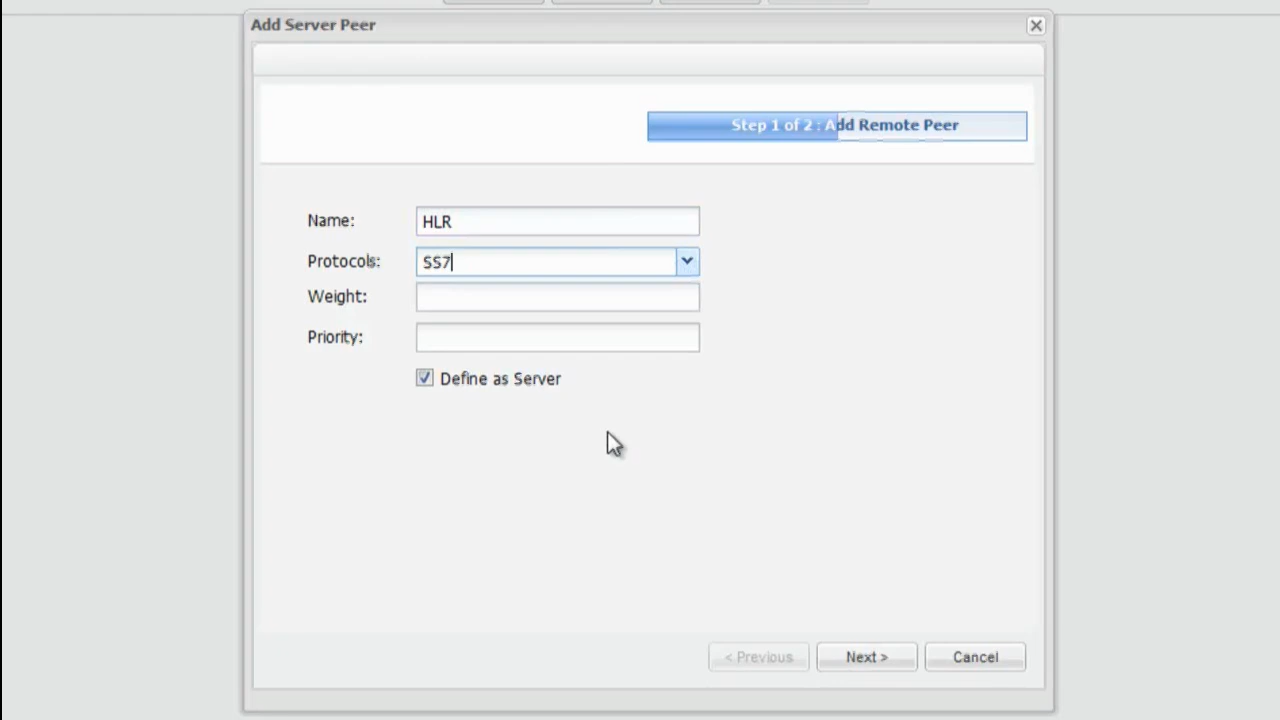 Add Server Peer
Step 1 of 2 : Add Remote Peer
Name: HLR
Protocols: SS7
Weight:
Priority:
Define as Server
< Previous Next > Cancel